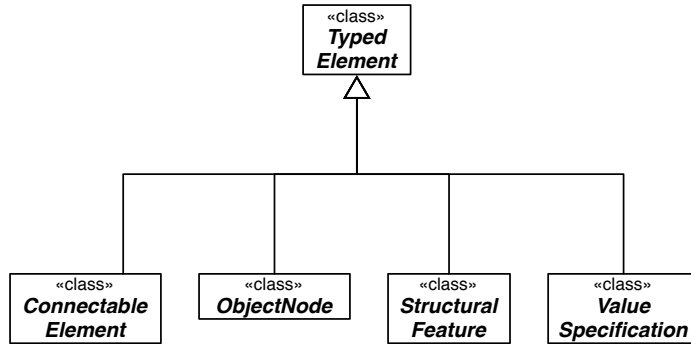 «class»
Typed
Element
«class»
Connectable
Element
«class»
ObjectNode
«class»
Structural
Feature
«class»
Value
Specification